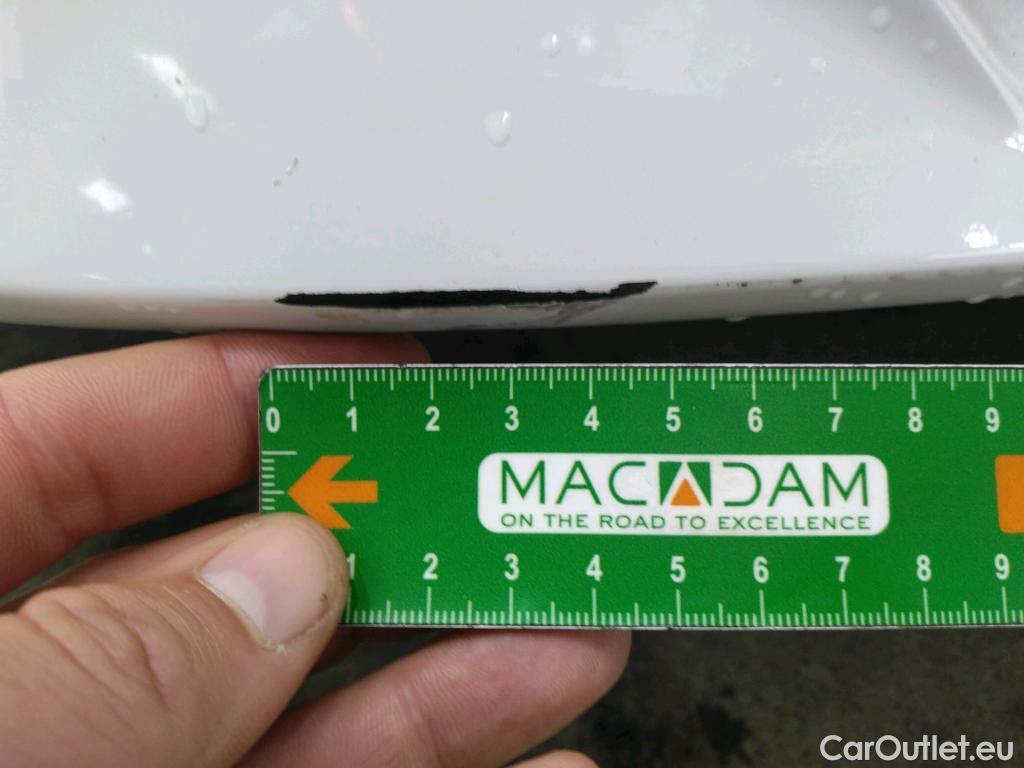 0 1 2 3 4 5 6 7 8 9
MACADAM
ON THE ROAD TO EXCELLENCE
1 2 3 4 5 6 7 8 9
CarOutlet.eu